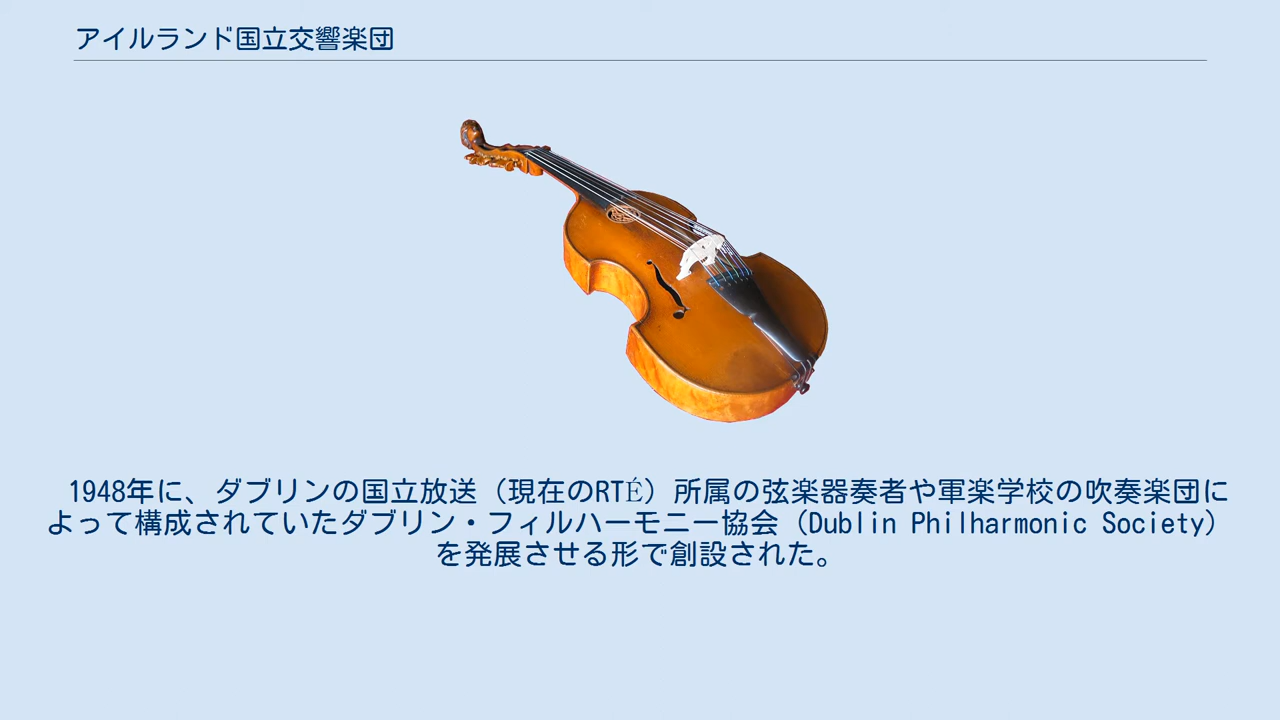 アイルランド国立交響楽団
1948年に、ダブリンの国立放送（現在のRTÉ）所属の弦楽器奏者や軍楽学校の吹奏楽団に
よって構成されていたダブリン・フィルハーモニー協会（Dublin Philharmonic Society）
を発展させる形で創設された。